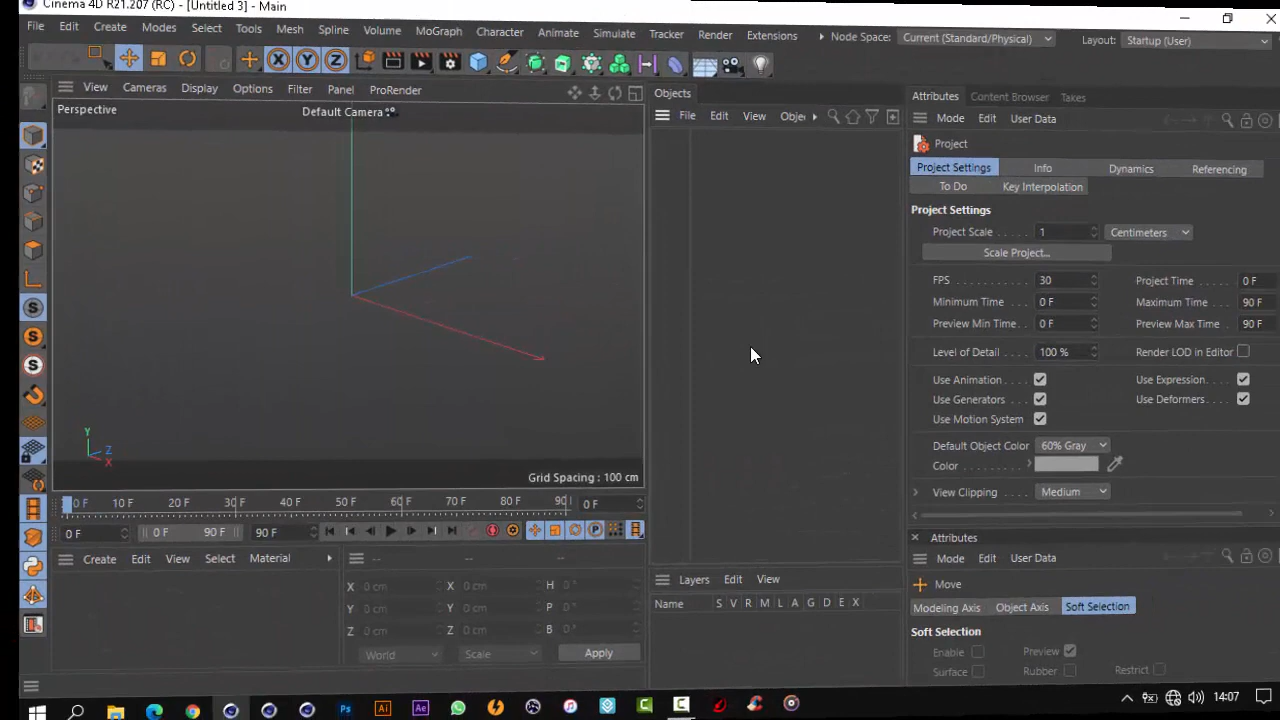 Cinema 4D R21.207 (RC) - [Untitled 3] - Main
File Edit Create Modes Select Tools Mesh Spline Volume MoGraph Character Animate Simulate Tracker Render Extensions Node Space: Current (Standard/Physical) Layout: Startup (User)
X Y Z
View Cameras Display Options Filter Panel ProRender
Perspective
Default Camera
Y
Z
X
Grid Spacing : 100 cm
0 F 10 F 20 F 30 F 40 F 50 F 60 F 70 F 80 F 90 0 F
0 F 0 F 90 F 90 F
Create Edit View Select Material
-- -- --
X 0 cm X 0 cm H 0 °
Y 0 cm Y 0 cm P 0 °
Z 0 cm Z 0 cm B 0 °
World Scale Apply
Objects
File Edit View Objec
Layers Edit View
Name S V R M L A G D E X
Attributes Content Browser Taxes
Mode Edit User Data
Project
Project Settings Info Dynamics Referencing
To Do Key Interpolation
Project Settings
Project Scale 1 Centimeters
Scale Project...
FPS 30 Project Time 0 F
Minimum Time 0 F Maximum Time 90 F
Preview Min Time 0 F Preview Max Time 90 F
Level of Detail 100 % Render LOD in Editor
Use Animation Use Expression
Use Generators Use Deformers
Use Motion System
Default Object Color 60% Gray
Color
View Clipping Medium
Attributes
Mode Edit User Data
Move
Modeling Axis Object Axis Soft Selection
Soft Selection
Enable Preview
Surface Rubber Restrict
Ps Ai Ae 14:07